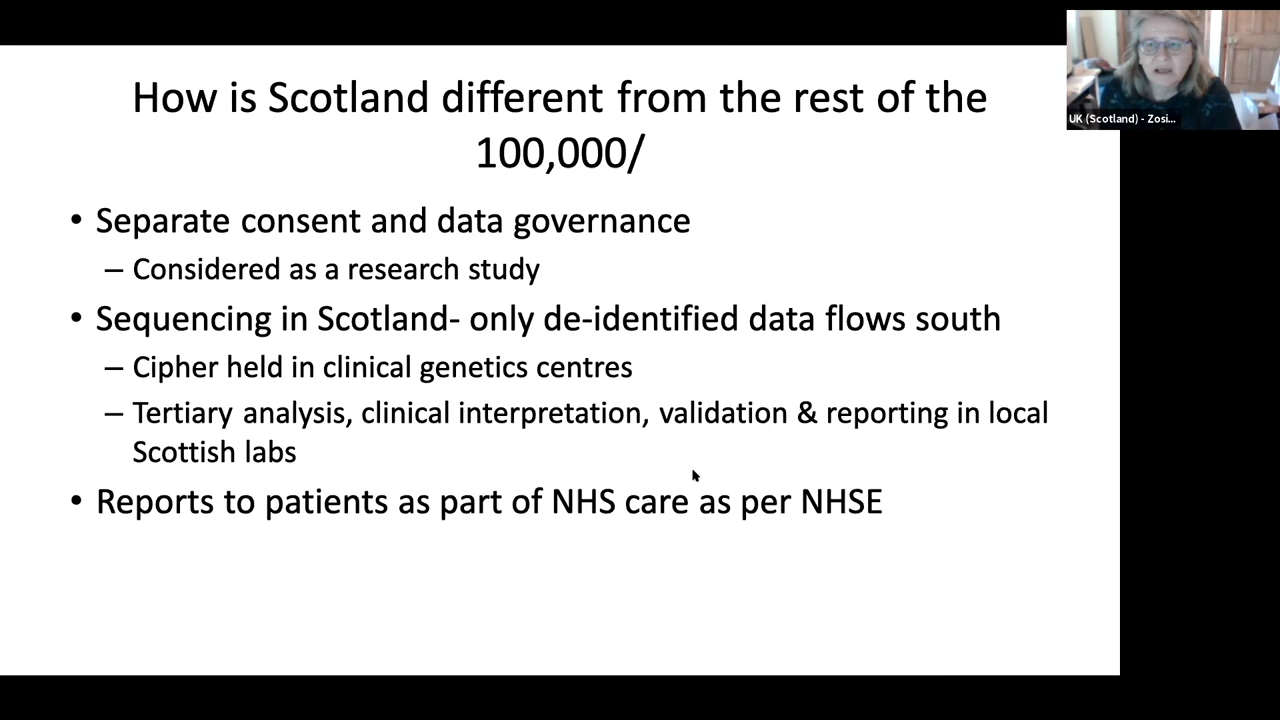 How is Scotland different from the rest of the
100,000/
• Separate consent and data governance
– Considered as a research study
• Sequencing in Scotland- only de-identified data flows south
– Cipher held in clinical genetics centres
– Tertiary analysis, clinical interpretation, validation & reporting in local
Scottish labs
• Reports to patients as part of NHS care as per NHSE
UK (Scotland) - Zosi...